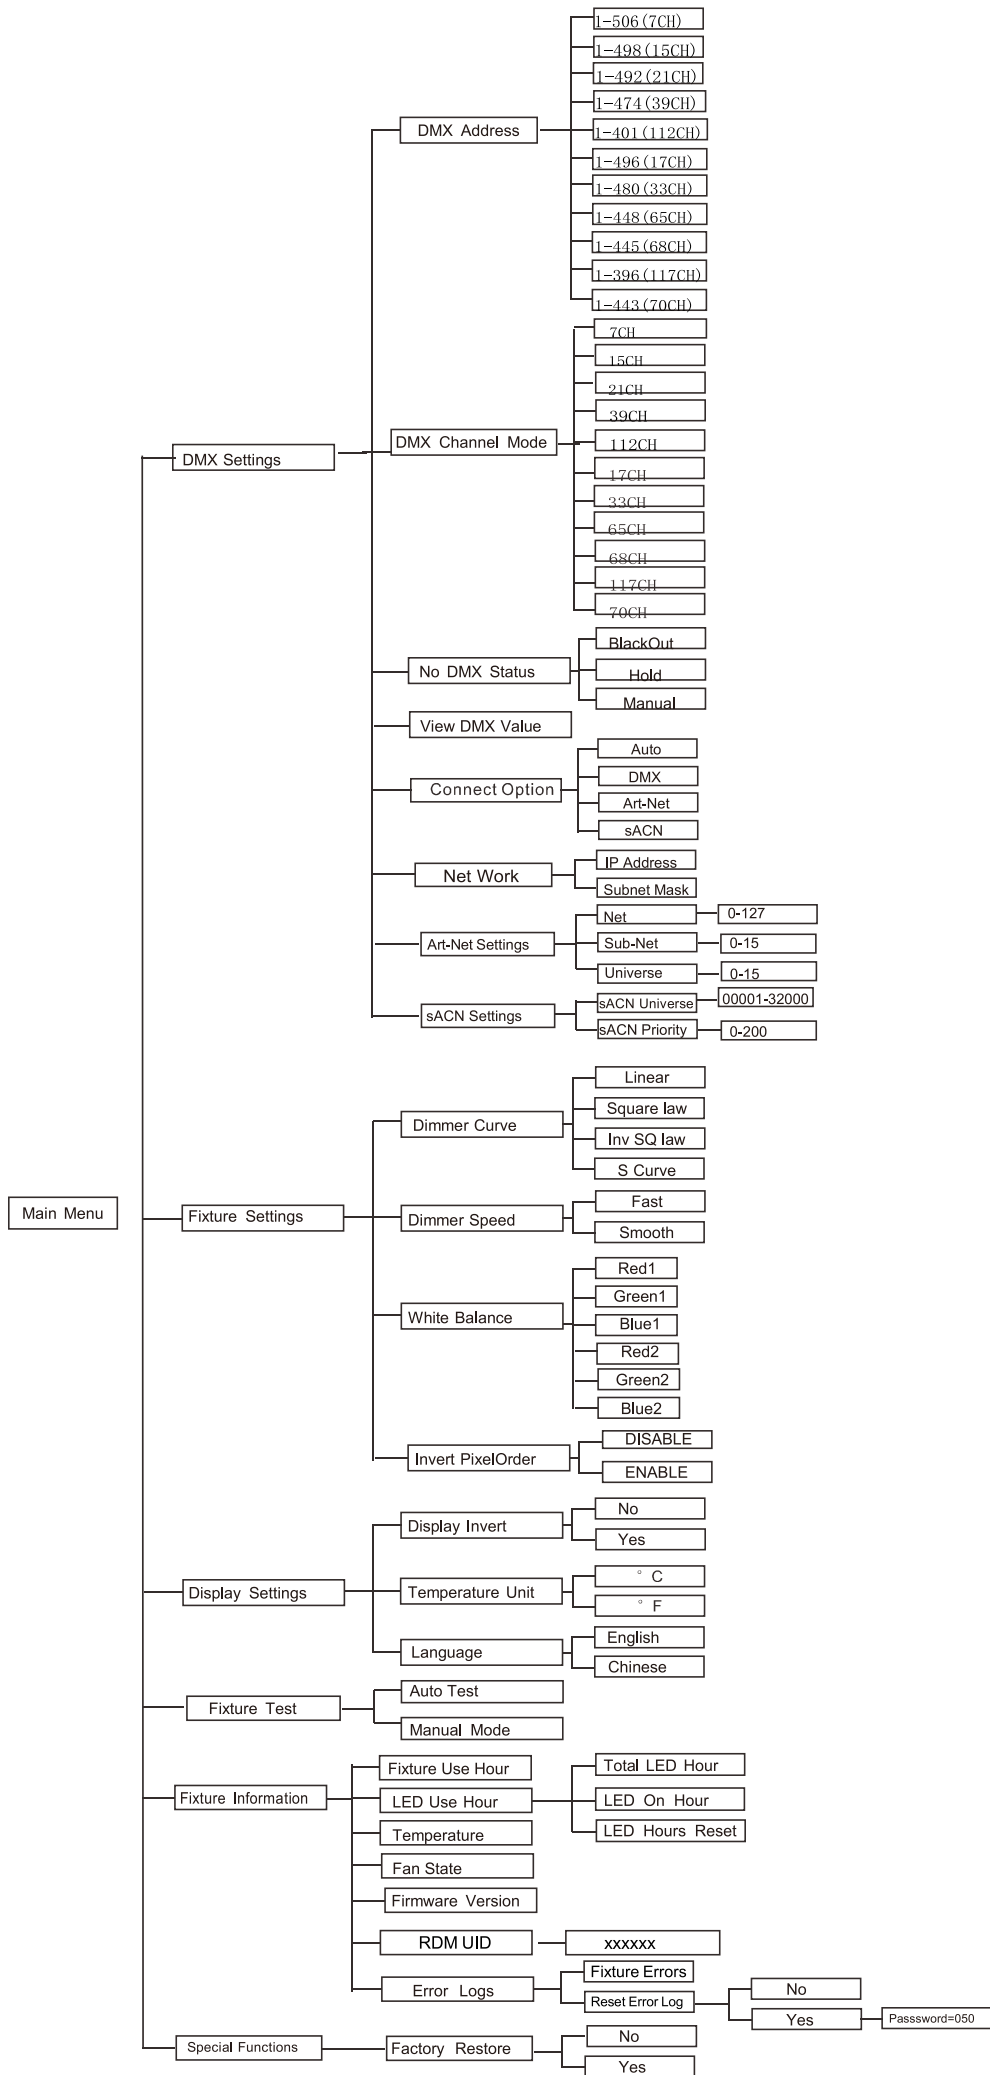 1-506(7CH)
1-498(15CH)
1-492(21CH)
1-474(39CH)
DMX Address
1-401(112CH)
1-496(17CH)
1-480(33CH)
1-448(65CH)
1-445(68CH)
1-396(117CH)
1-443(70CH)
7CH
15CH
21CH
39CH
DMX Channel Mode
112CH
DMX Settings
17CH
33CH
65CH
68CH
117CH
70CH
BlackOut
No DMX Status
Hold
Manual
View DMX Value
Auto
DMX
Connect Option
Art-Net
sACN
IP Address
Net Work
Subnet Mask
Net
0-127
Art-Net Settings
Sub-Net
0-15
Universe
0-15
sACN Universe
00001-32000
sACN Settings
sACN Priority
0-200
Linear
Dimmer Curve
Square law
Inv SQ law
S Curve
Main Menu
Fixture Settings
Fast
Dimmer Speed
Smooth
Red1
Green1
White Balance
Blue1
Red2
Green2
Blue2
DISABLE
Invert PixelOrder
ENABLE
No
Display Invert
Yes
° C
Display Settings
Temperature Unit
° F
English
Language
Chinese
Auto Test
Fixture Test
Manual Mode
Fixture Use Hour
Total LED Hour
Fixture Information
LED Use Hour
LED On Hour
Temperature
LED Hours Reset
Fan State
Firmware Version
RDM UID
xxxxxx
Fixture Errors
Error Logs
Reset Error Log
No
Yes
Passsword=050
Special Functions
Factory Restore
No
Yes